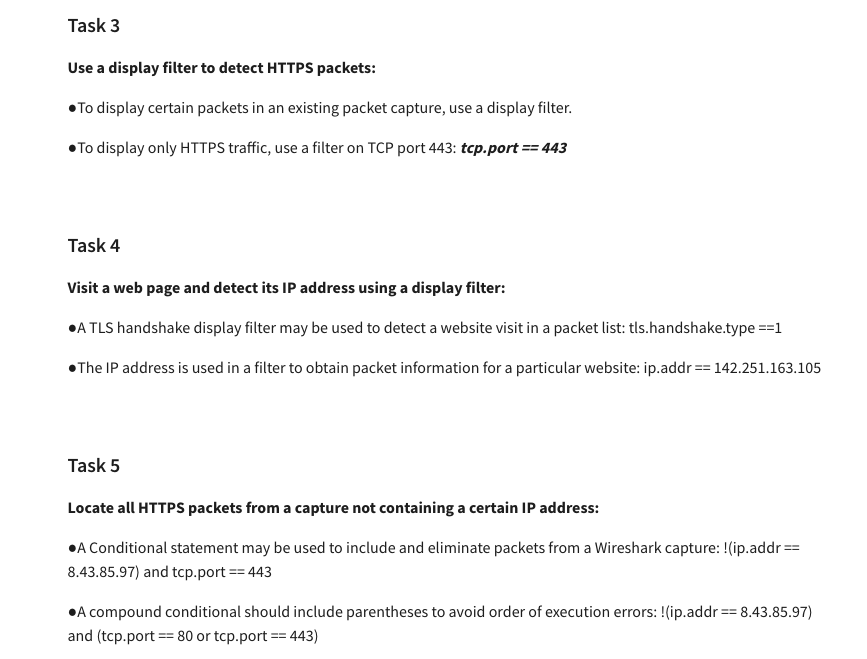 Task 3
Use a display filter to detect HTTPS packets:
●To display certain packets in an existing packet capture, use a display filter.
●To display only HTTPS traffic, use a filter on TCP port 443: tcp.port == 443
Task 4
Visit a web page and detect its IP address using a display filter:
●A TLS handshake display filter may be used to detect a website visit in a packet list: tls.handshake.type ==1
●The IP address is used in a filter to obtain packet information for a particular website: ip.addr == 142.251.163.105
Task 5
Locate all HTTPS packets from a capture not containing a certain IP address:
●A Conditional statement may be used to include and eliminate packets from a Wireshark capture: !(ip.addr ==
8.43.85.97) and tcp.port == 443
●A compound conditional should include parentheses to avoid order of execution errors: !(ip.addr == 8.43.85.97)
and (tcp.port == 80 or tcp.port == 443)